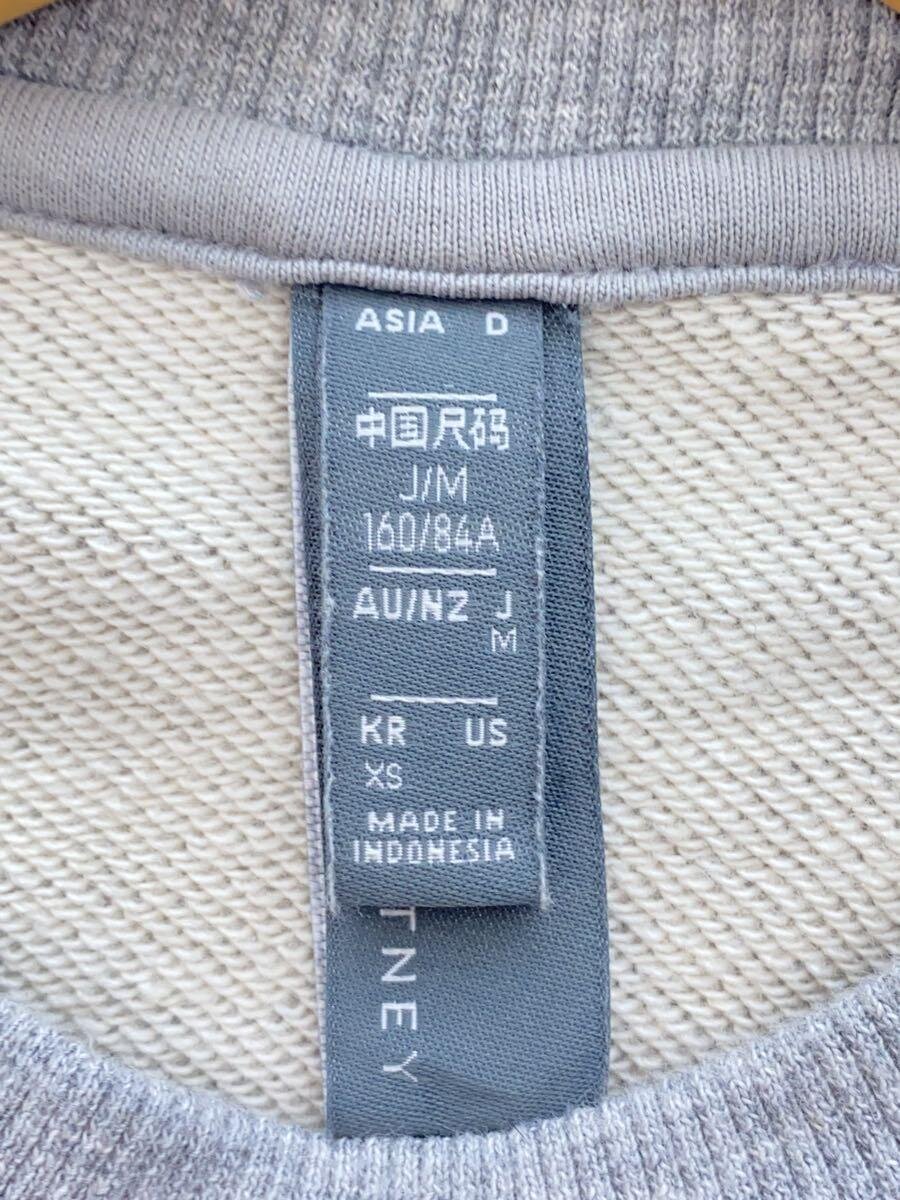 ASIA D
中国尺码
J/M
160/84A
AU/NZ J
M
KR US
XS
MADE IN
INDONESIA
TNEY